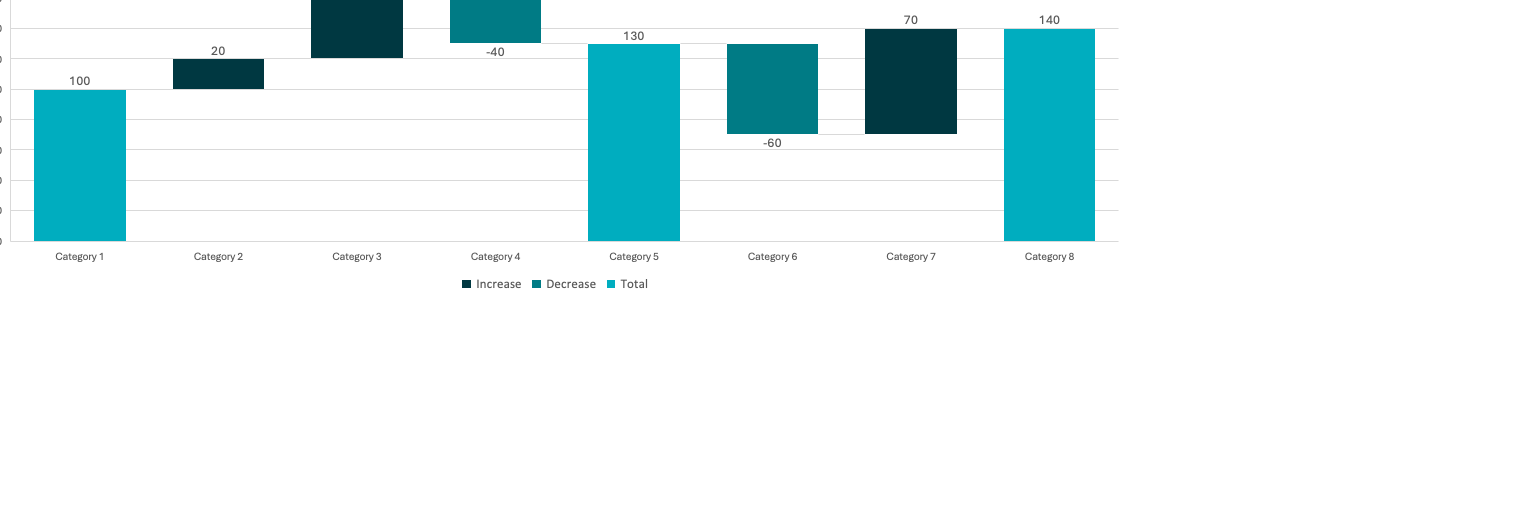 70
140
130
20
-40
100
-60
Category 1
Category 2
Category 3
Category 4
Category 5
Category 6
Category 7
Category 8
Increase
Decrease
Total